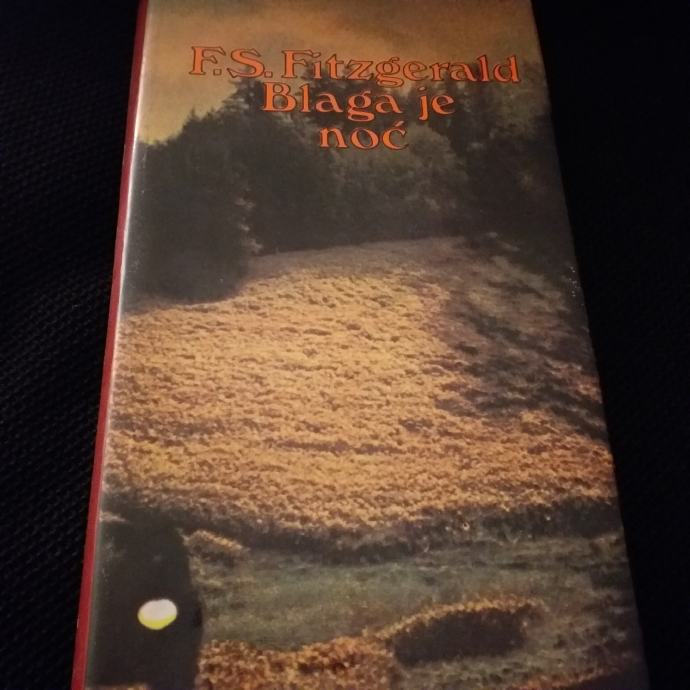 F.S. Fitzgerald
Blaga je
noć